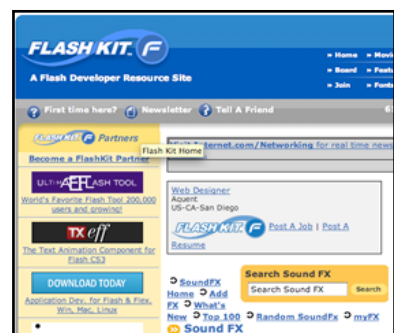 FLASH KIT.
A Flash Developer Resource Site
» Home » Movi
» Board » Featu
» Join » Fonts
First time here? Newsletter Tell A Friend
FLASH KIT Partners
Become a FlashKit Partner
Flash Kit Home
internet.com/Networking for real time news
Web Designer
Aquent
US-CA-San Diego
FLASH KIT Post A Job | Post A
Resume
FLASH TOOL
World's Favorite Flash Tool 200,000
users and growing!
TX eff
The Text Animation Component for
Flash CS3
DOWNLOAD TODAY
Application Dev. for Flash & Flex,
Win, Mac, Linux
SoundFX
Home Add
FX What's
New Top 100 Random SoundFx myFX
Search Sound FX
Search Sound FX Search
Sound FX